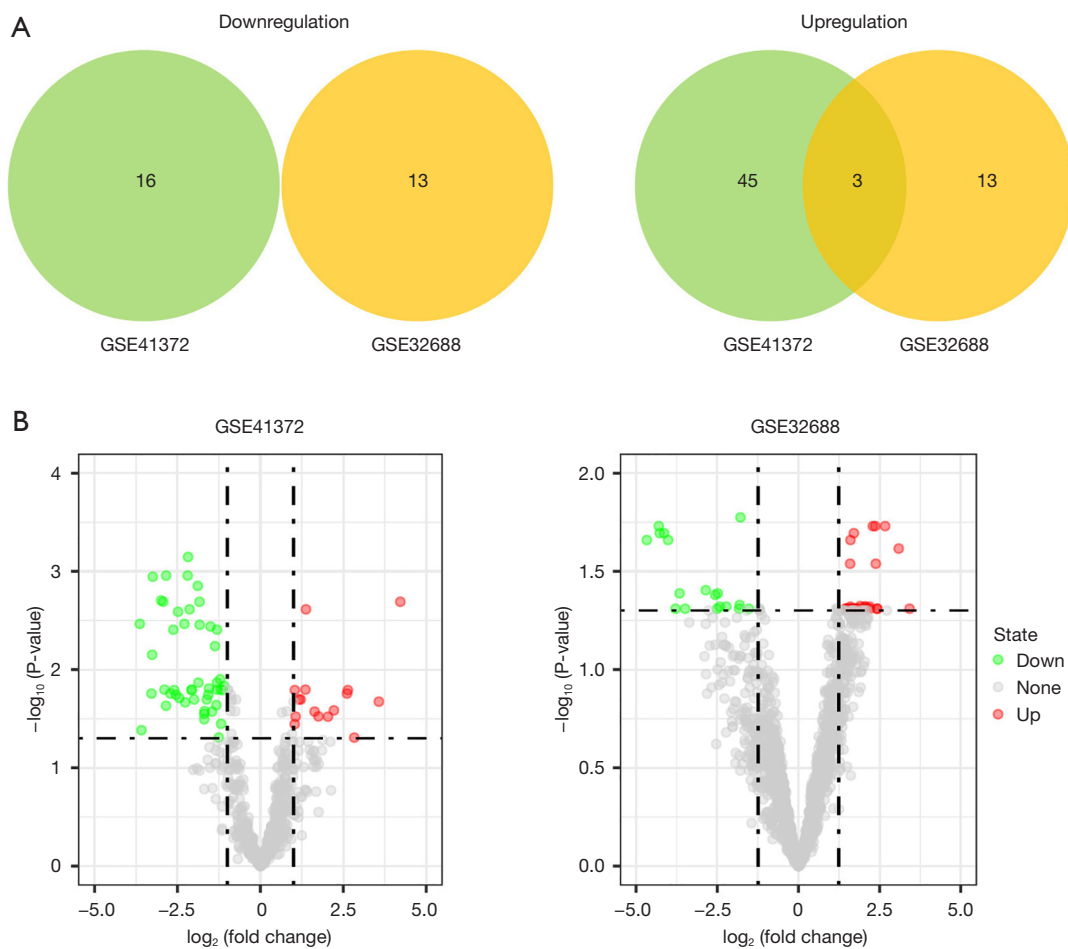 A
Downregulation
Upregulation
16
13
45
3
13
GSE41372
GSE32688
GSE41372
GSE32688
B
GSE41372
GSE32688
4
3
2
1
0
−log10 (P-value)
−5.0
−2.5
0
2.5
5.0
log2 (fold change)
2.0
1.5
1.0
0.5
0.0
−log10 (P-value)
−5.0
−2.5
0
2.5
5.0
log2 (fold change)
State
Down
None
Up